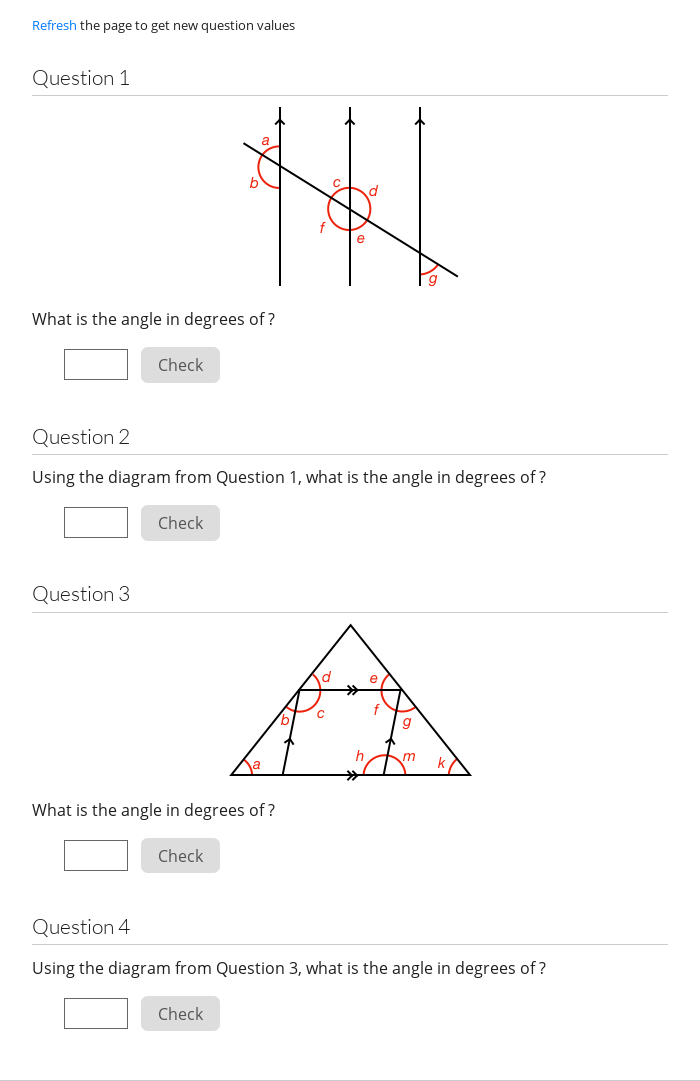 Refresh the page to get new question values
Question 1
a
b
c
d
f
e
g
What is the angle in degrees of ?
Check
Question 2
Using the diagram from Question 1, what is the angle in degrees of ?
Check
Question 3
d
e
b
c
f
g
a
h
m
k
What is the angle in degrees of ?
Check
Question 4
Using the diagram from Question 3, what is the angle in degrees of ?
Check